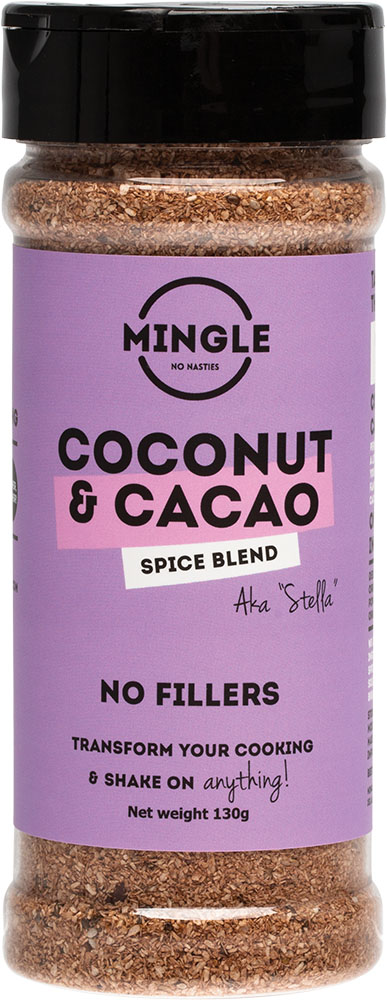 MINGLE
NO NASTIES
COCONUT
& CACAO
SPICE BLEND
Aka "Stella"
NO FILLERS
TRANSFORM YOUR COOKING
& SHAKE ON anything!
Net weight 130g